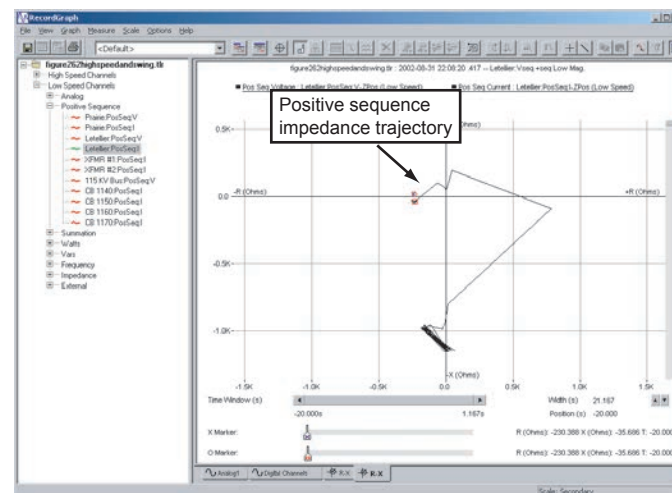 RecordGraph
File View Graph Measure Scale Options Help
<Default>
figure262highspeedandswing.tlr
High Speed Channels
Low Speed Channels
Analog
Positive Sequence
Prairie:PosSeqV
Prairie:PosSeqI
Letellier:PosSeqV
Letellier:PosSeqI
XFMR #1:PosSeqI
XFMR #2:PosSeqI
115 KV Bus:PosSeqV
CB 1140:PosSeqI
CB 1150:PosSeqI
CB 1160:PosSeqI
CB 1170:PosSeqI
Summation
Watts
Vars
Frequency
Impedance
External
figure262highspeedandswing.tlr : 2002-08-31 22:08:20 .417 -- Letellier:Vseq +seq Low Mag.
Pos Seq Voltage : Letellier:PosSeqV-ZPos (Low Speed) Pos Seq Current : Letellier:PosSeqI-ZPos (Low Speed)
Positive sequence
impedance trajectory
Ohms)
0.5K
-R (Ohms) +R (Ohms)
0.0
-0.5K
-1.0K
-X (Ohms)
-1.5K -1.0K -0.5K 0.0 0.5K 1.0K 1.5K
Time Window (s) Width (s) 21.167
-20.000s 1.167s Position (s) -20.000
X Marker: R (Ohms): -230.388 X (Ohms): -35.686 T: -20.000
O Marker: R (Ohms): -230.388 X (Ohms): -35.686 T: -20.000
Analog1 Digital Channels R-X R-X
Scale: Secondary